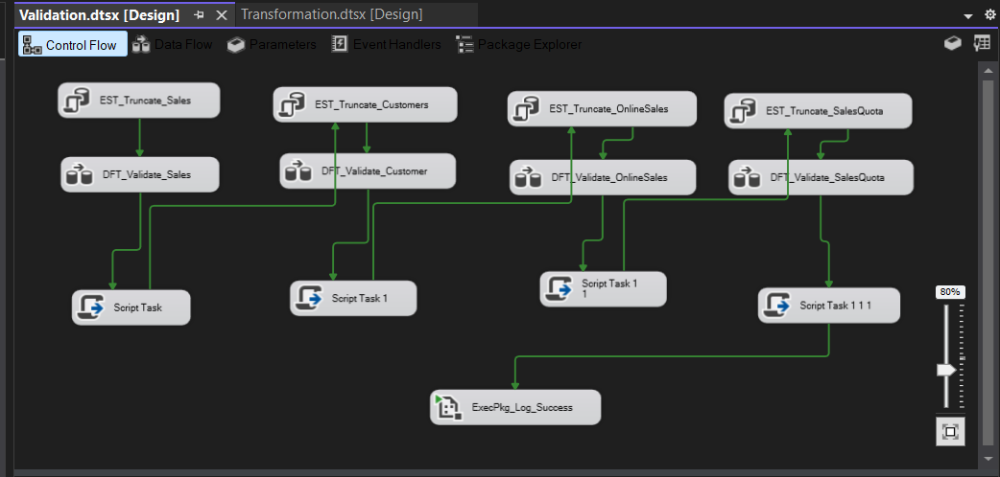 Validation.dtsx [Design]
Transformation.dtsx [Design]
Control Flow
Data Flow
Parameters
Event Handlers
Package Explorer
EST_Truncate_Sales
EST_Truncate_Customers
EST_Truncate_OnlineSales
EST_Truncate_SalesQuota
DFT_Validate_Sales
DFT_Validate_Customer
DFT_Validate_OnlineSales
DFT_Validate_SalesQuota
Script Task
Script Task 1
Script Task 1
1
Script Task 1 1 1
80%
ExecPkg_Log_Success